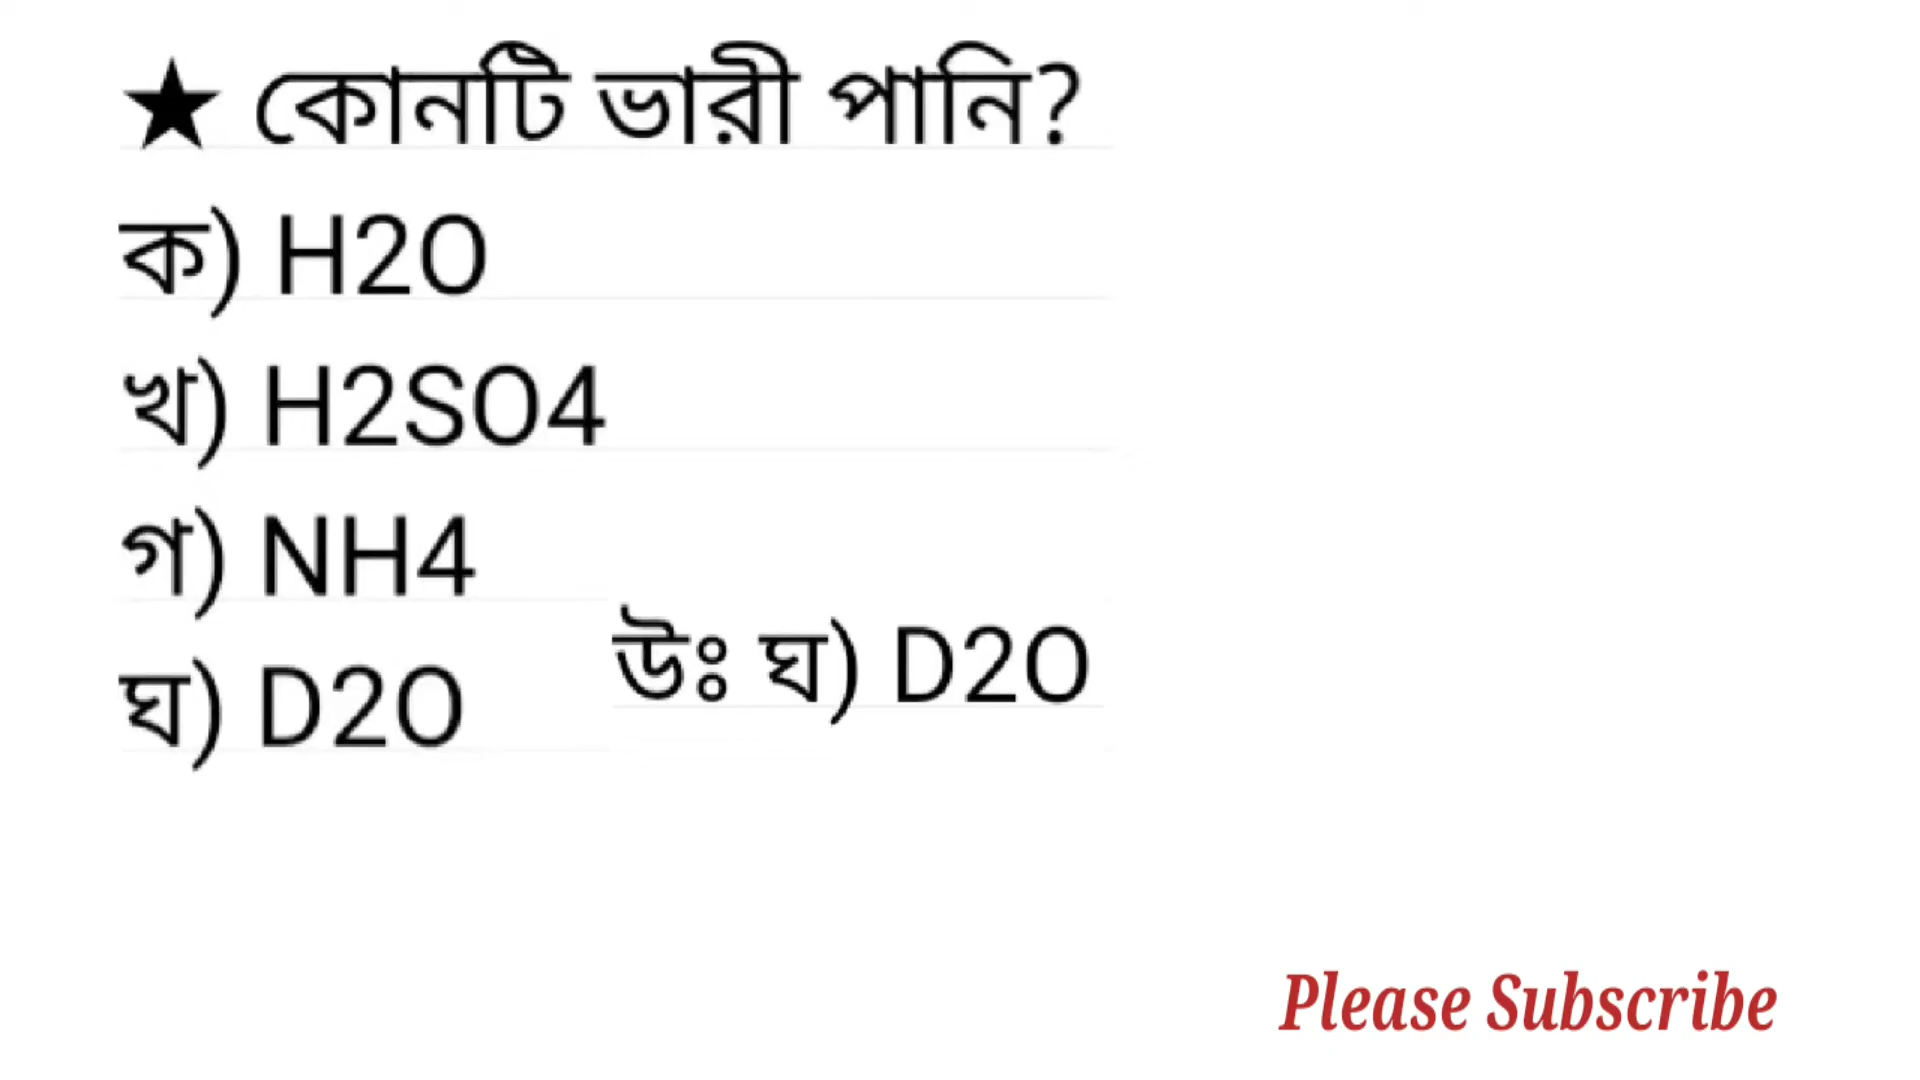 ★ কোনটি ভারী পানি?
ক) H2O
খ) H2SO4
গ) NH4
ঘ) D2O
উঃ ঘ) D2O
Please Subscribe